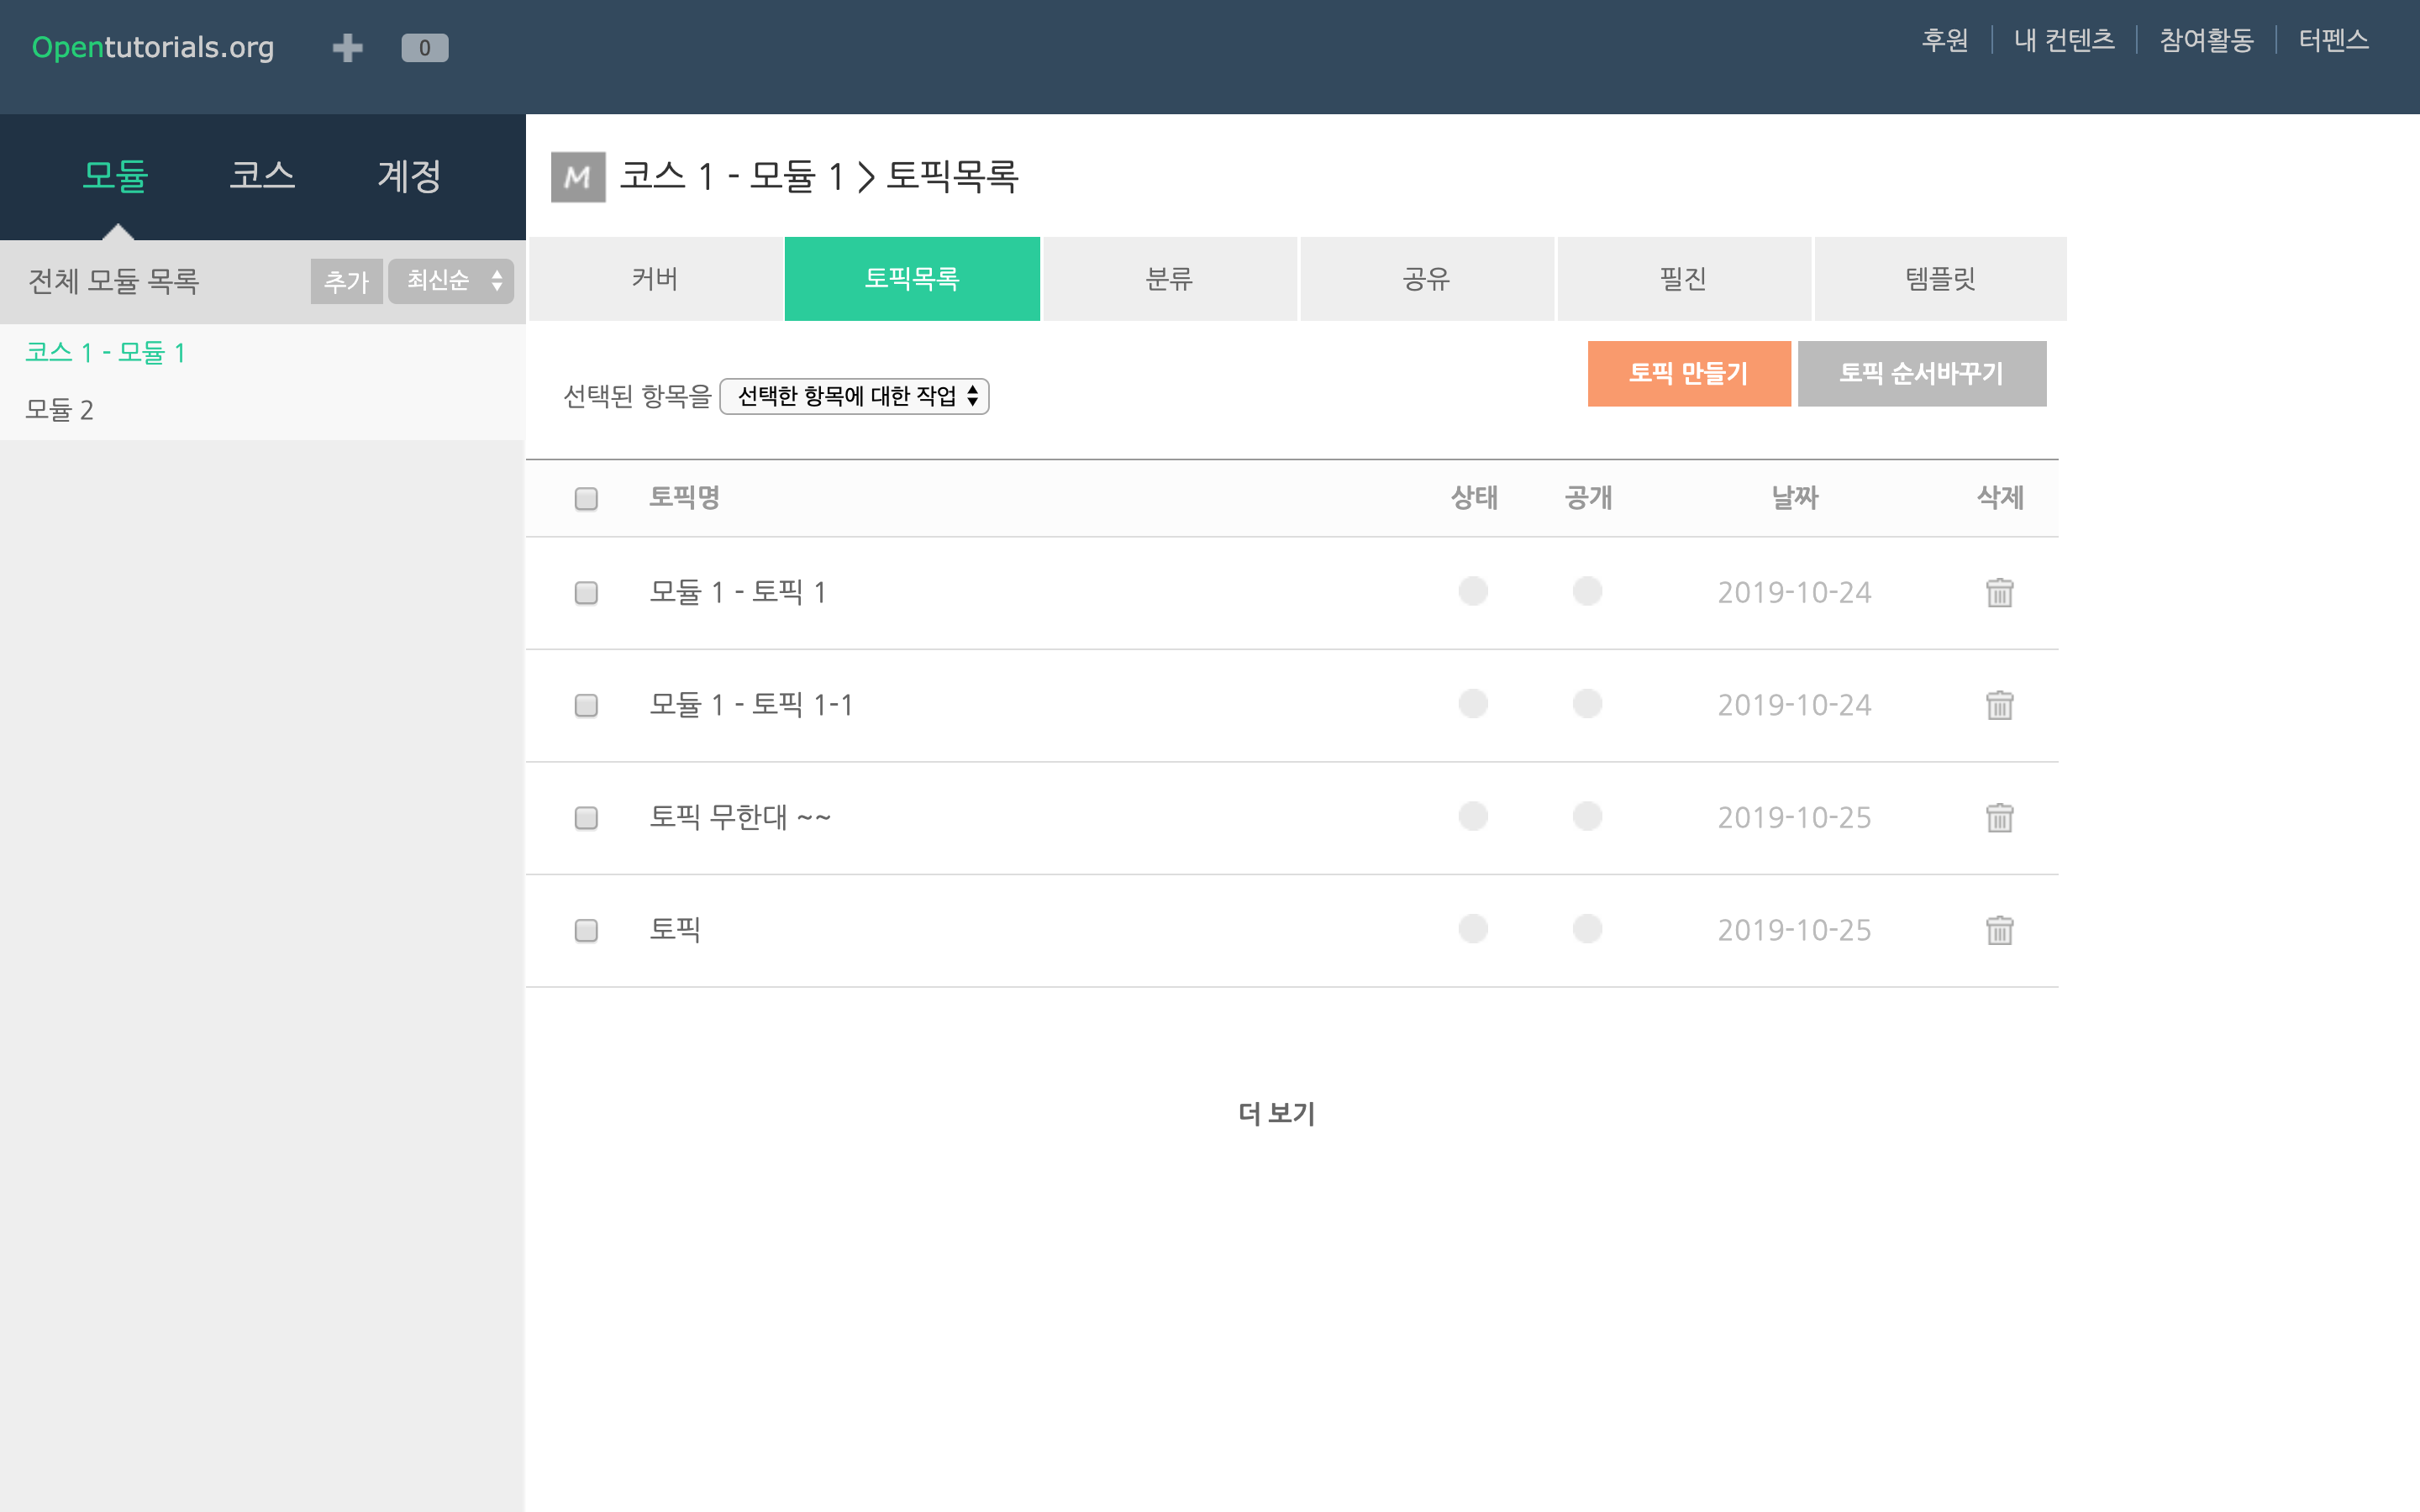 Opentutorials.org 0 후원 내 컨텐츠 참여활동 터펜스
모듈 코스 계정
전체 모듈 목록 추가 최신순
코스 1 - 모듈 1
모듈 2
M 코스 1 - 모듈 1 > 토픽목록
커버 토픽목록 분류 공유 필진 템플릿
토픽 만들기 토픽 순서바꾸기
선택된 항목을 선택한 항목에 대한 작업
토픽명 상태 공개 날짜 삭제
모듈 1 - 토픽 1 2019-10-24
모듈 1 - 토픽 1-1 2019-10-24
토픽 무한대 ~~ 2019-10-25
토픽 2019-10-25
더 보기